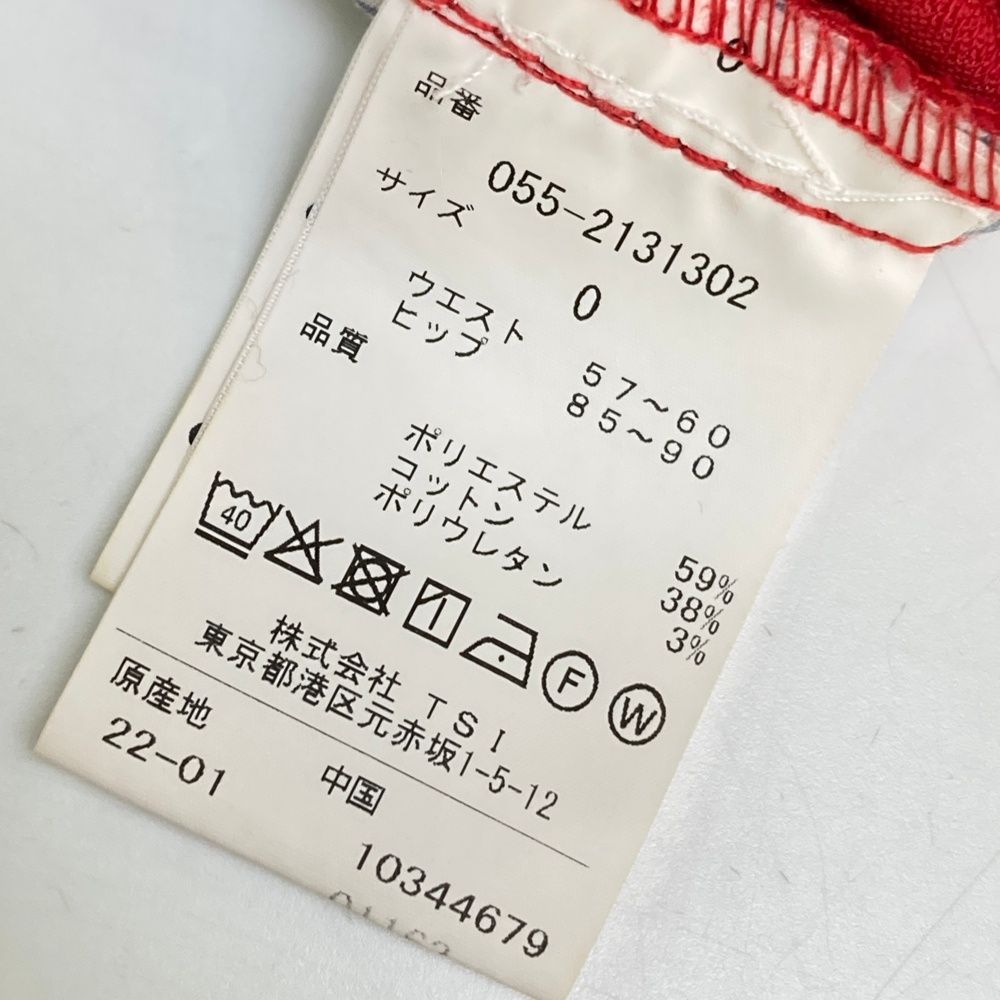 0
品番
055-2131302
サイズ
0
ウエスト 57～60
ヒップ 85～90
品質
ポリエステル 59%
コットン 38%
ポリウレタン 3%
40
F W
株式会社 TSI
東京都港区元赤坂1-5-12
原産地 中国
22-01
10344679